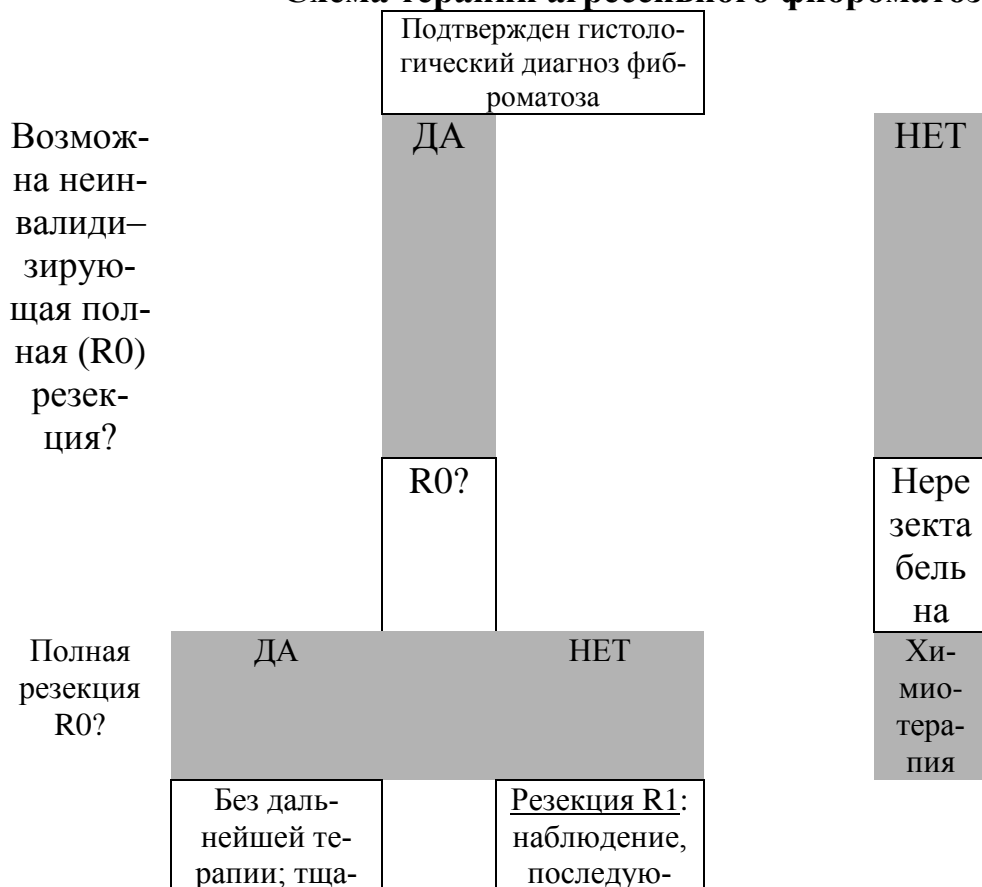 Подтвержден гистоло-
гический диагноз фиб-
роматоза
Возмож-
на неин-
валиди–
зирую-
щая пол-
ная (R0)
резек-
ция?
ДА
НЕТ
R0?
Нере
зекта
бель
на
Полная
резекция
R0?
ДА
НЕТ
Хи-
мио-
тера-
пия
Без даль-
нейшей те-
рапии; тща-
Резекция R1:
наблюдение,
последую-